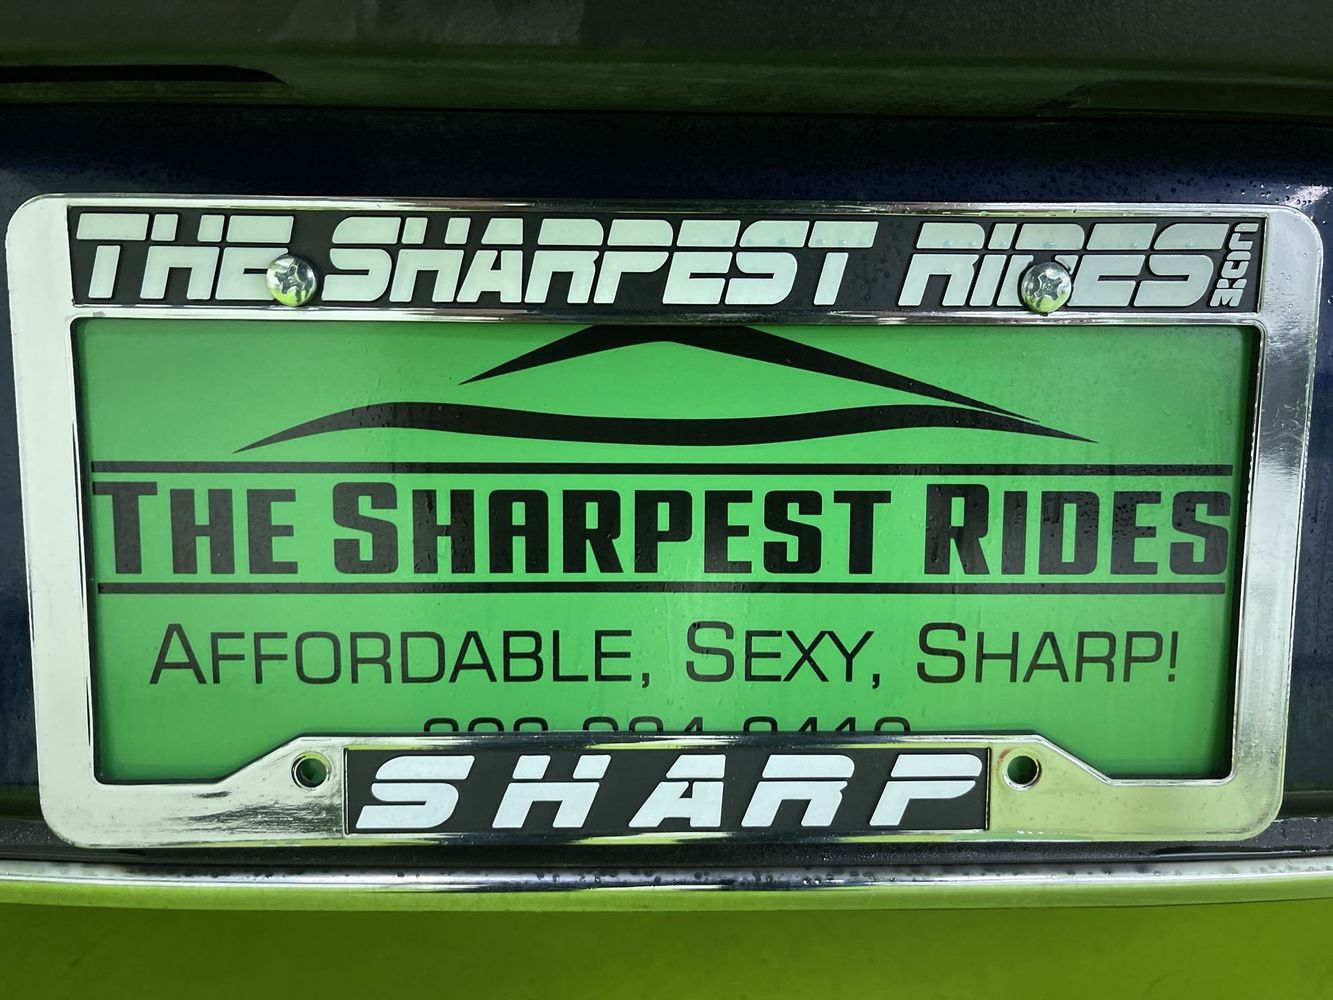 THE SHARPEST RIDES.COM
THE SHARPEST RIDES
AFFORDABLE, SEXY, SHARP!
SHARP